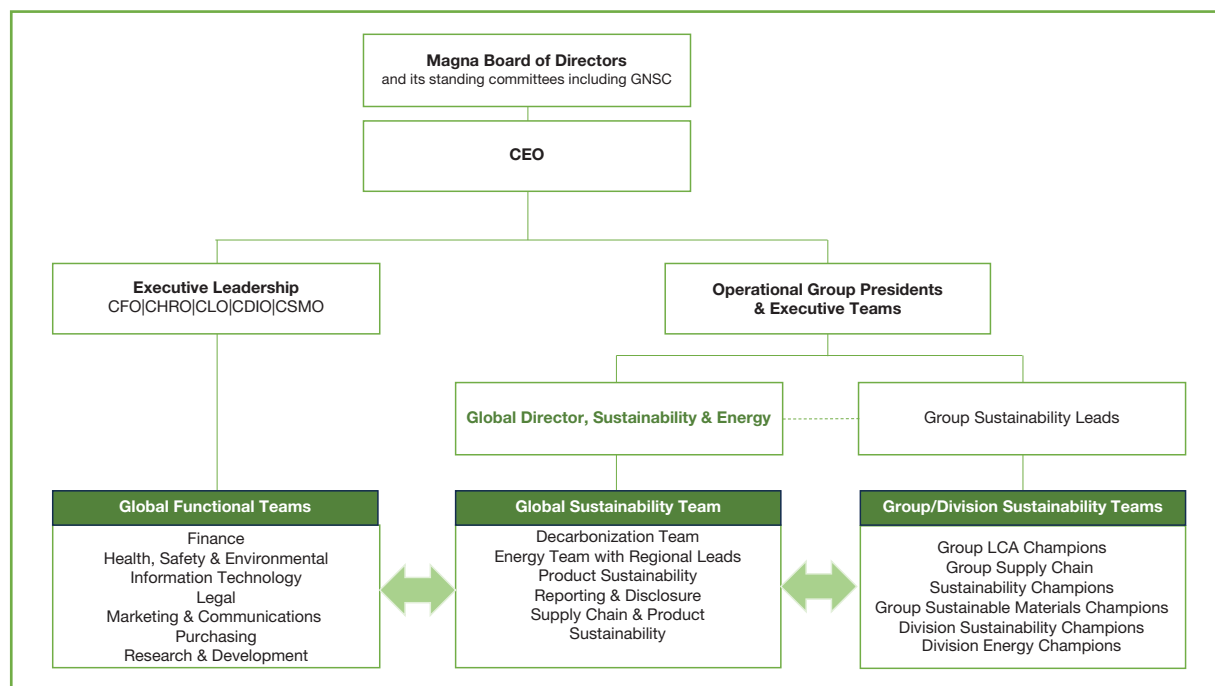 Magna Board of Directors
and its standing committees including GNSC
CEO
Executive Leadership
CFO|CHRO|CLO|CDIO|CSMO
Operational Group Presidents
& Executive Teams
Global Director, Sustainability & Energy
Group Sustainability Leads
Global Functional Teams
Finance
Health, Safety & Environmental
Information Technology
Legal
Marketing & Communications
Purchasing
Research & Development
Global Sustainability Team
Decarbonization Team
Energy Team with Regional Leads
Product Sustainability
Reporting & Disclosure
Supply Chain & Product
Sustainability
Group/Division Sustainability Teams
Group LCA Champions
Group Supply Chain
Sustainability Champions
Group Sustainable Materials Champions
Division Sustainability Champions
Division Energy Champions